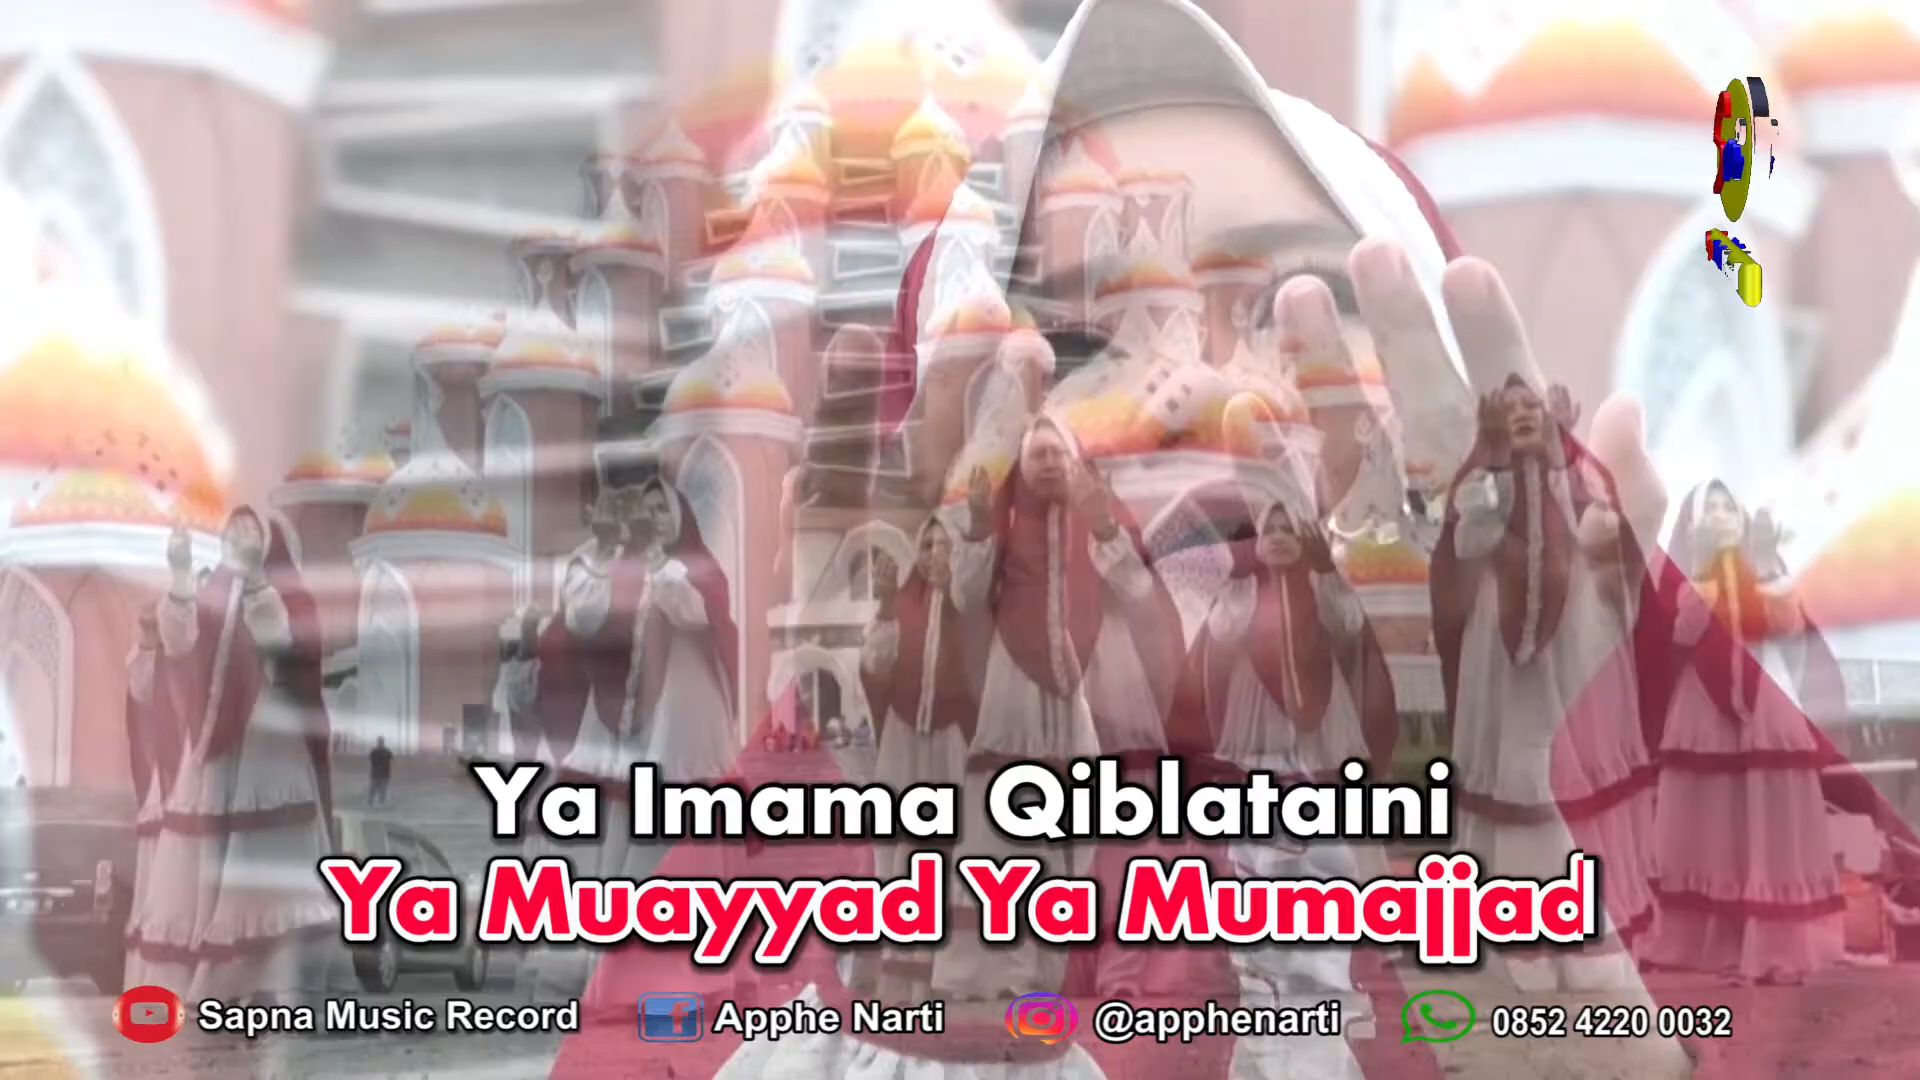 Ya Imama Qiblataini
Ya Muayyad Ya Mumajjad
Sapna Music Record
Apphe Narti
@apphenarti
0852 4220 0032